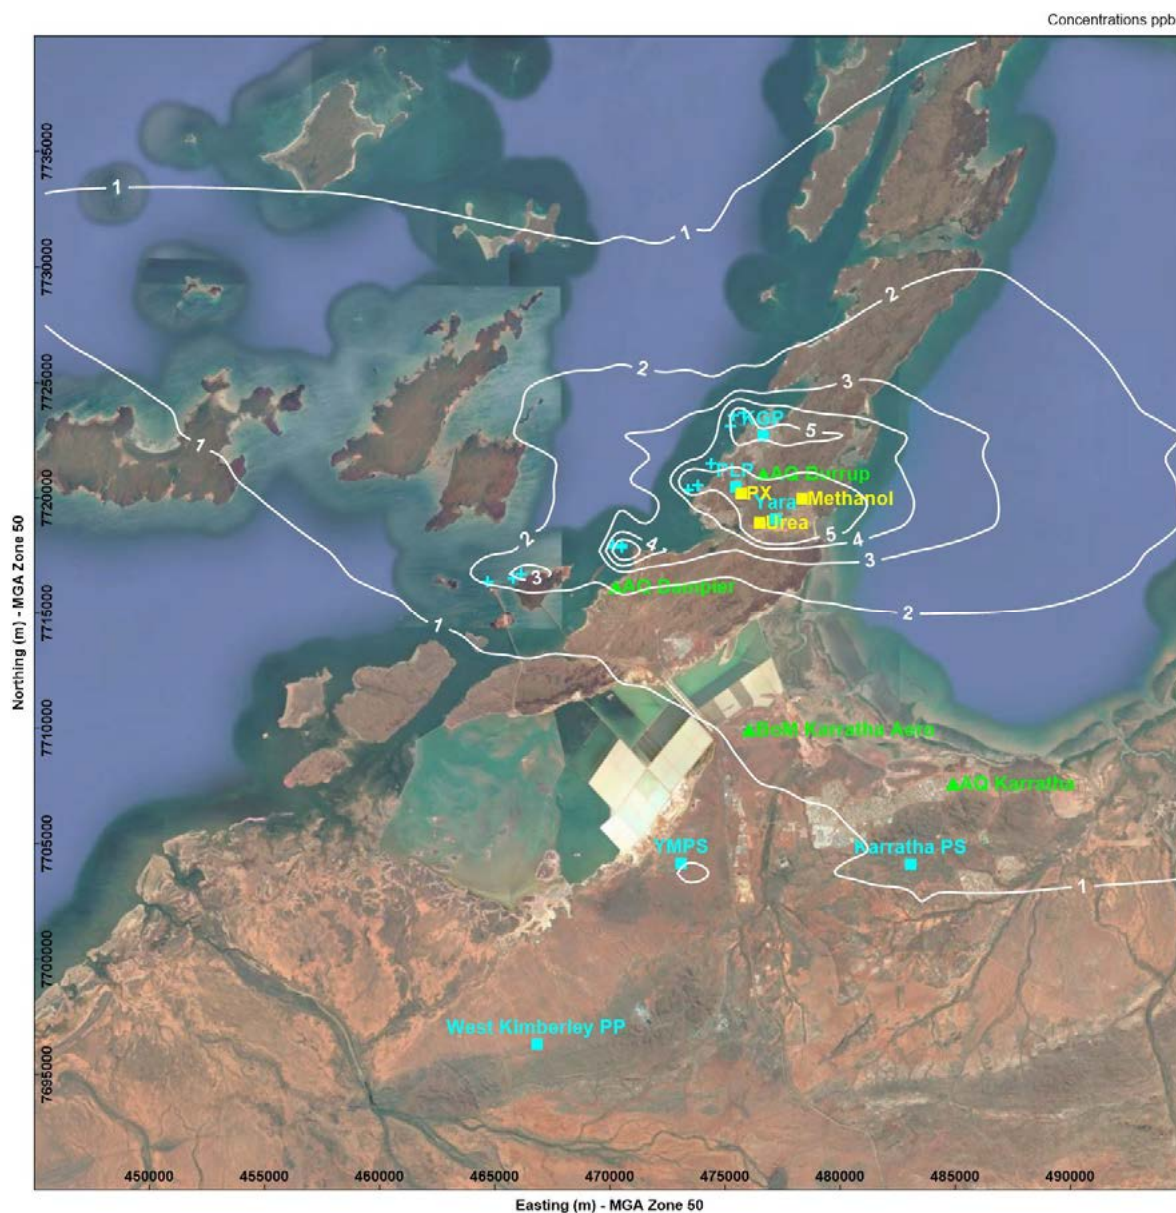 Concentrations ppb
7735000
7730000
7725000
7720000
7715000
7710000
7705000
7700000
7695000
Northing (m) - MGA Zone 50
1
1
2
2
3
KGP
5
PLP
AQ Burrup
PX
Methanol
Yara
Urea
1
2
4
5
4
3
3
AQ Dampier
2
1
BoM Karratha Aero
AQ Karratha
YMPS
Karratha PS
1
West Kimberley PP
450000 455000 460000 465000 470000 475000 480000 485000 490000
Easting (m) - MGA Zone 50